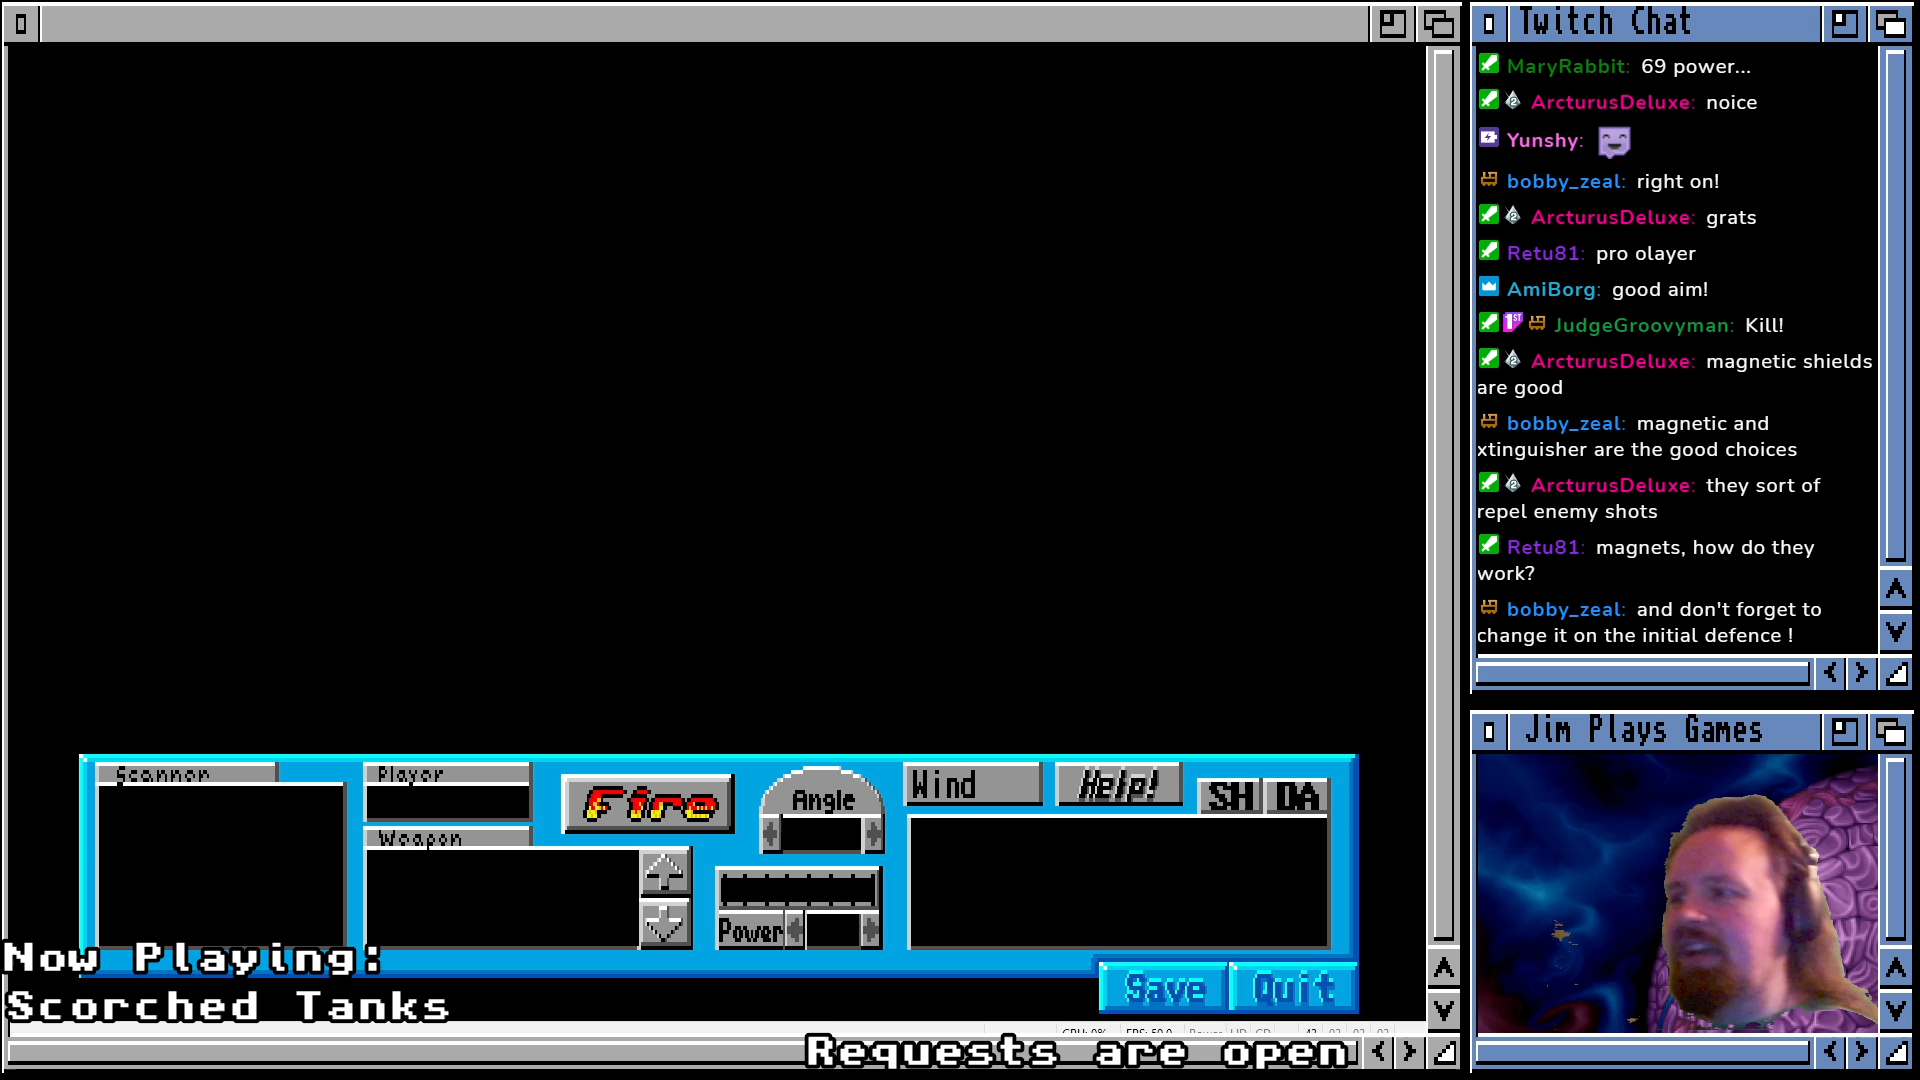 Twitch Chat
MaryRabbit: 69 power...
ArcturusDeluxe: noice
Yunshy:
bobby_zeal: right on!
ArcturusDeluxe: grats
Retu81: pro olayer
AmiBorg: good aim!
1ST JudgeGroovyman: Kill!
ArcturusDeluxe: magnetic shields
are good
bobby_zeal: magnetic and
xtinguisher are the good choices
ArcturusDeluxe: they sort of
repel enemy shots
Retu81: magnets, how do they
work?
bobby_zeal: and don't forget to
change it on the initial defence !
Jim Plays Games
Scanner
Player
Fire
Angle
Wind
Help!
SH
DA
Weapon
Power
Save
Quit
Now Playing:
Scorched Tanks
Requests are open